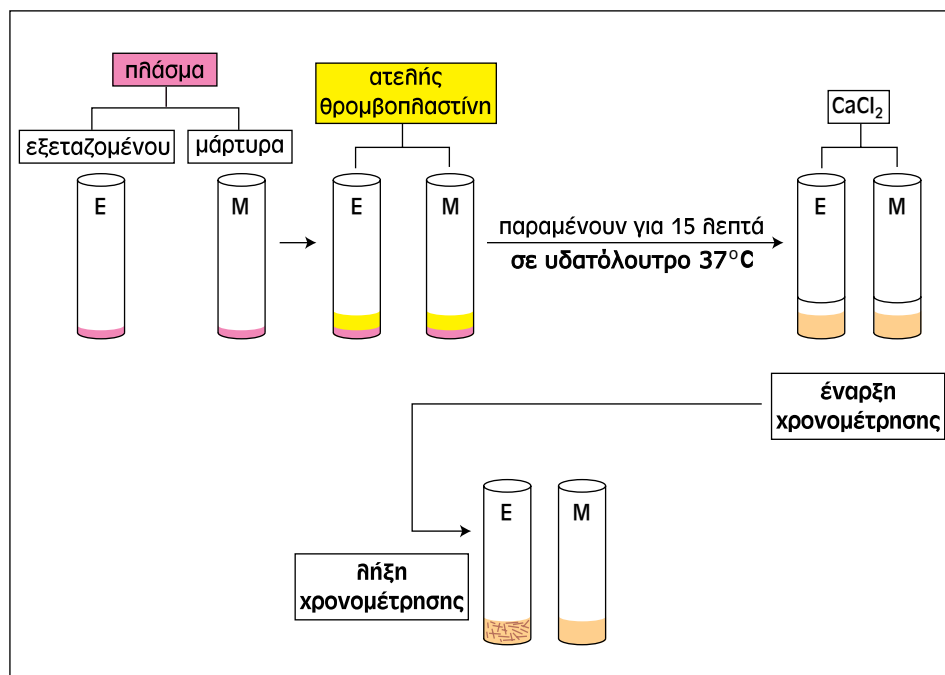 πλάσμα
εξεταζομένου
μάρτυρα
Ε
Μ
ατελής
θρομβοπλαστίνη
Ε
Μ
παραμένουν για 15 λεπτά
σε υδατόλουτρο 37°C
CaCl₂
Ε
Μ
έναρξη
χρονομέτρησης
Ε
Μ
λήξη
χρονομέτρησης